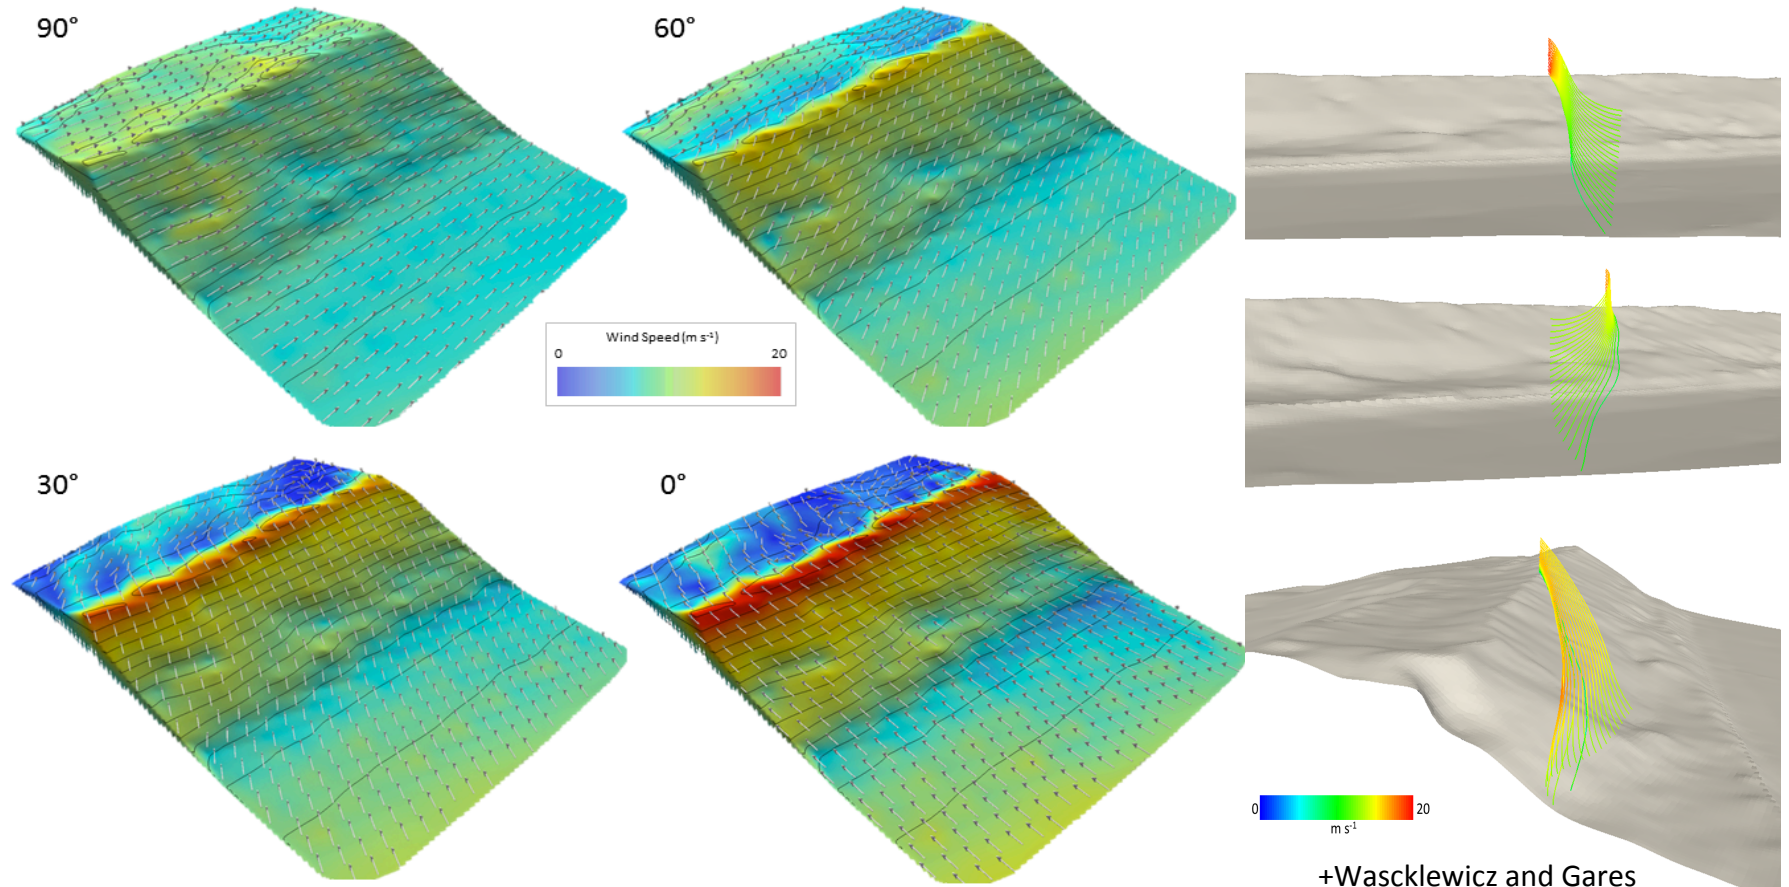 90°
60°
Wind Speed (m s⁻¹)
0 20
30°
0°
0 20
m s⁻¹
+Wascklewicz and Gares